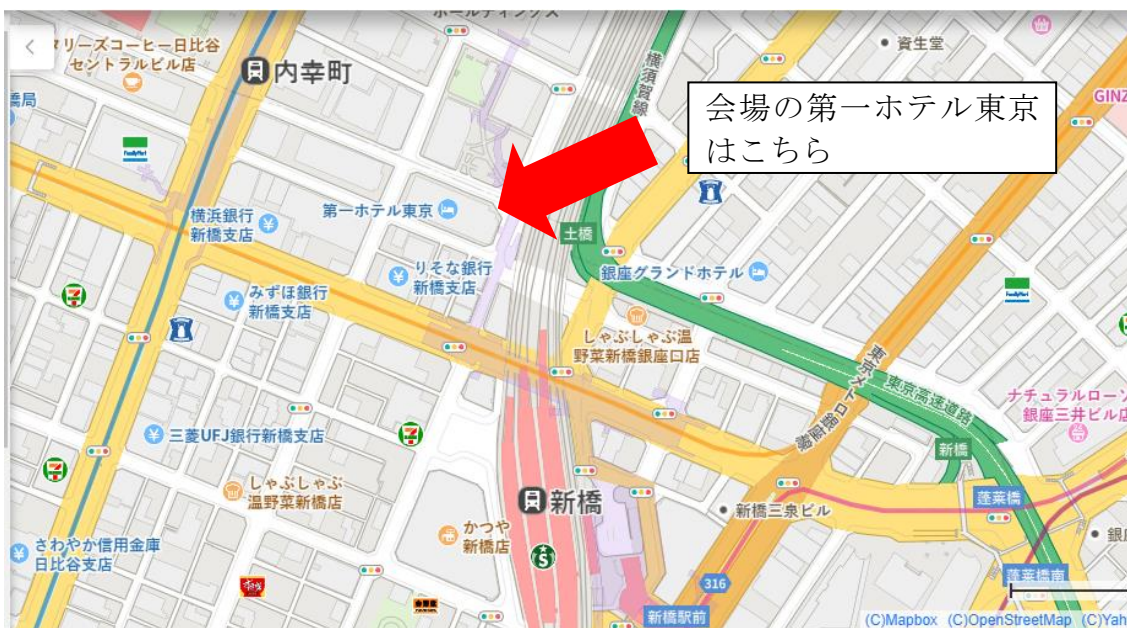 ホールディングス
タリーズコーヒー日比谷
セントラルビル店
内幸町
横須賀線
資生堂
GINZ
会場の第一ホテル東京
はこちら
FamilyMart
横浜銀行
新橋支店
第一ホテル東京
土橋
りそな銀行
新橋支店
銀座グランドホテル
みずほ銀行
新橋支店
FamilyMart
しゃぶしゃぶ温
野菜新橋銀座口店
東京メトロ銀座線
東京高速道路
ナチュラルローソ
銀座三井ビル店
三菱UFJ銀行新橋支店
新橋
しゃぶしゃぶ
温野菜新橋店
新橋
新橋三泉ビル
蓬莱橋
かつや
新橋店
さわやか信用金庫
日比谷支店
銀座
蓬莱橋南
316
新橋駅前
(C)Mapbox (C)OpenStreetMap (C)Yah